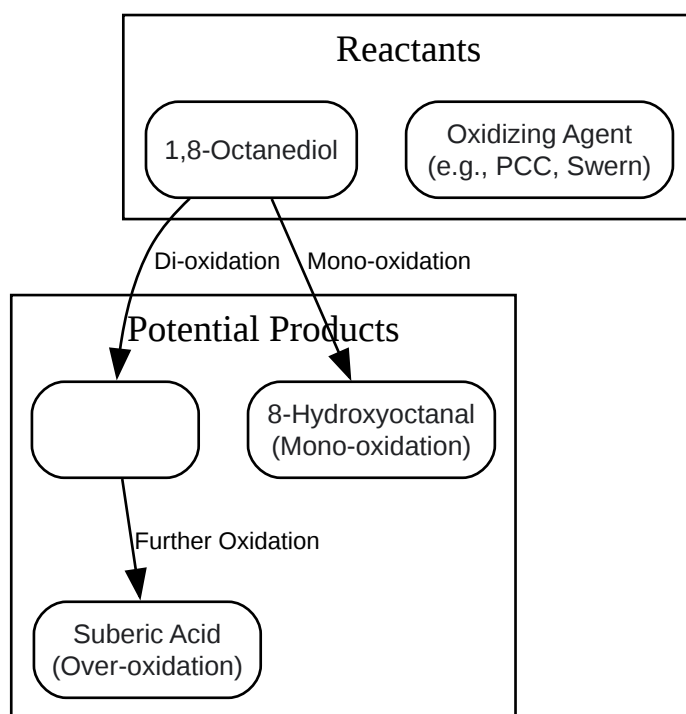 Reactants
1,8-Octanediol
Oxidizing Agent
(e.g., PCC, Swern)
Di-oxidation
Mono-oxidation
Potential Products
8-Hydroxyoctanal
(Mono-oxidation)
Further Oxidation
Suberic Acid
(Over-oxidation)